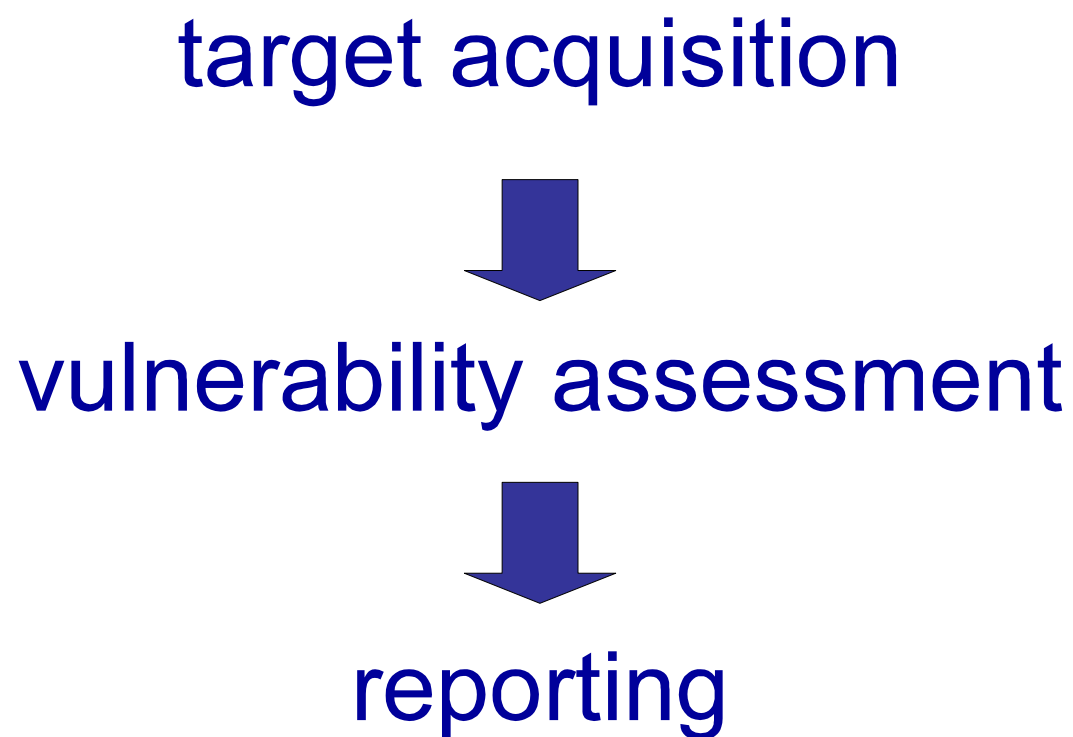 target acquisition
vulnerability assessment
reporting